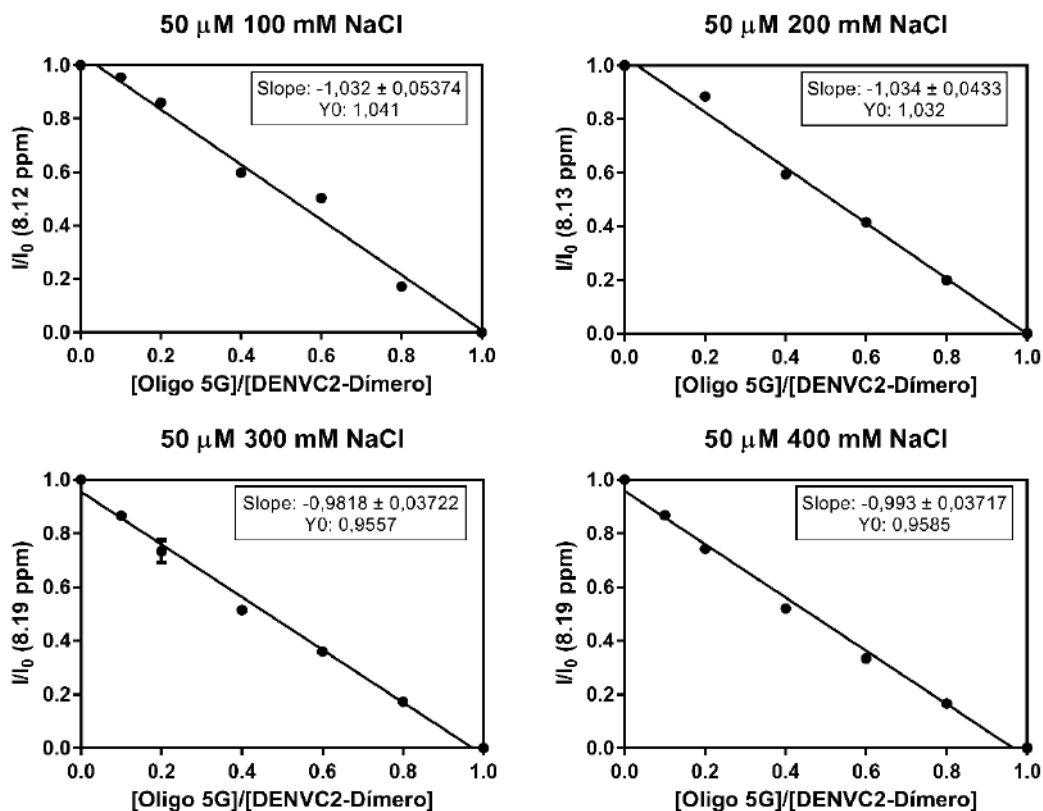 50 μM 100 mM NaCl
I/I0 (8.12 ppm)
1.0
0.8
0.6
0.4
0.2
0.0
Slope: -1,032 ± 0,05374
Y0: 1,041
0.0 0.2 0.4 0.6 0.8 1.0
[Oligo 5G]/[DENVC2-Dímero]
50 μM 200 mM NaCl
I/I0 (8.13 ppm)
1.0
0.8
0.6
0.4
0.2
0.0
Slope: -1,034 ± 0,0433
Y0: 1,032
0.0 0.2 0.4 0.6 0.8 1.0
[Oligo 5G]/[DENVC2-Dímero]
50 μM 300 mM NaCl
I/I0 (8.19 ppm)
1.0
0.8
0.6
0.4
0.2
0.0
Slope: -0,9818 ± 0,03722
Y0: 0,9557
0.0 0.2 0.4 0.6 0.8 1.0
[Oligo 5G]/[DENVC2-Dímero]
50 μM 400 mM NaCl
I/I0 (8.19 ppm)
1.0
0.8
0.6
0.4
0.2
0.0
Slope: -0,993 ± 0,03717
Y0: 0,9585
0.0 0.2 0.4 0.6 0.8 1.0
[Oligo 5G]/[DENVC2-Dímero]